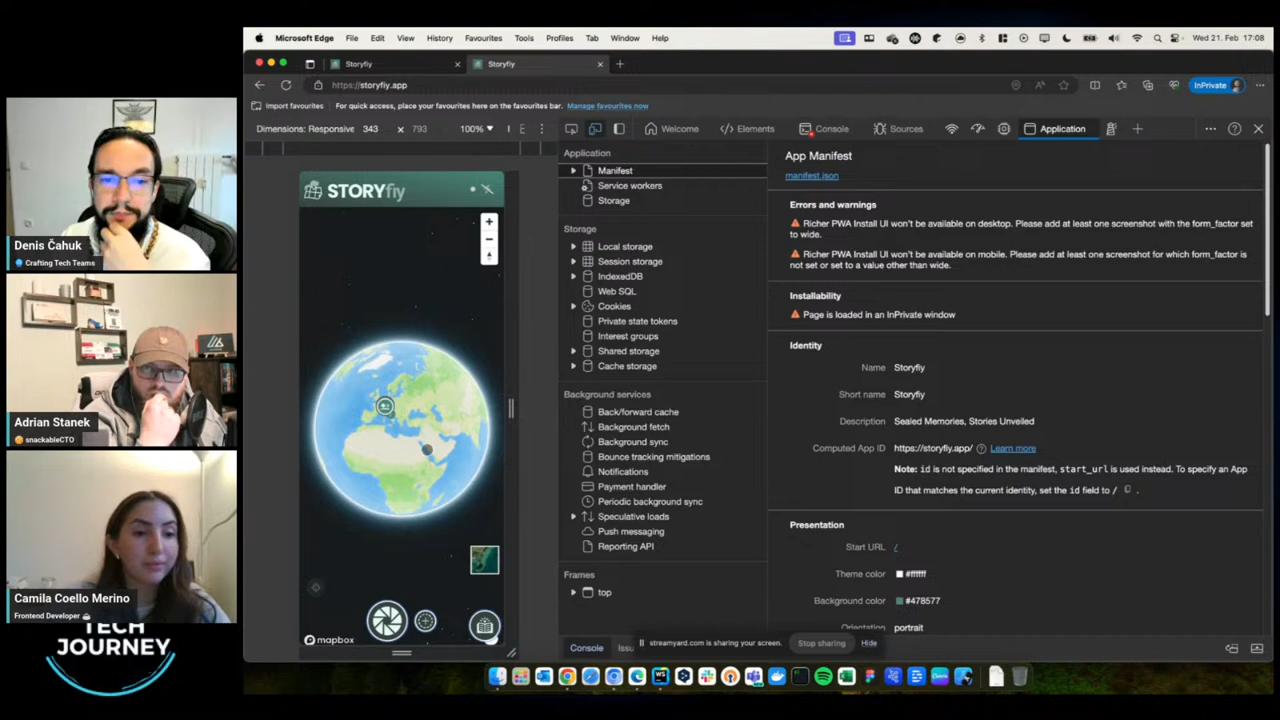 Microsoft Edge File Edit View History Favourites Tools Profiles Tab Window Help Wed 21. Feb 17:08
Storyfiy Storyfiy
https://storyfiy.app InPrivate
Import favourites For quick access, place your favourites here on the favourites bar. Manage favourites now
Dimensions: Responsive 343 × 793 100% ▼
Welcome Elements Console Sources Application
STORYfiy
Application
Manifest
Service workers
Storage
Storage
Local storage
Session storage
IndexedDB
Web SQL
Cookies
Private state tokens
Interest groups
Shared storage
Cache storage
Background services
Back/forward cache
Background fetch
Background sync
Bounce tracking mitigations
Notifications
Payment handler
Periodic background sync
Speculative loads
Push messaging
Reporting API
Frames
top
App Manifest
manifest.json
Errors and warnings
Richer PWA Install UI won't be available on desktop. Please add at least one screenshot with the form_factor set
to wide.
Richer PWA Install UI won't be available on mobile. Please add at least one screenshot for which form_factor is
not set or set to a value other than wide.
Installability
Page is loaded in an InPrivate window
Identity
Name Storyfiy
Short name Storyfiy
Description Sealed Memories, Stories Unveiled
Computed App ID https://storyfiy.app/ Learn more
Note: id is not specified in the manifest, start_url is used instead. To specify an App
ID that matches the current identity, set the id field to / .
Presentation
Start URL /
Theme color #ffffff
Background color #478577
Orientation portrait
mapbox
Console Issu
streamyard.com is sharing your screen. Stop sharing Hide
Denis Čahuk
Crafting Tech Teams
Adrian Stanek
snackableCTO
Camila Coello Merino
Frontend Developer
TECH
JOURNEY